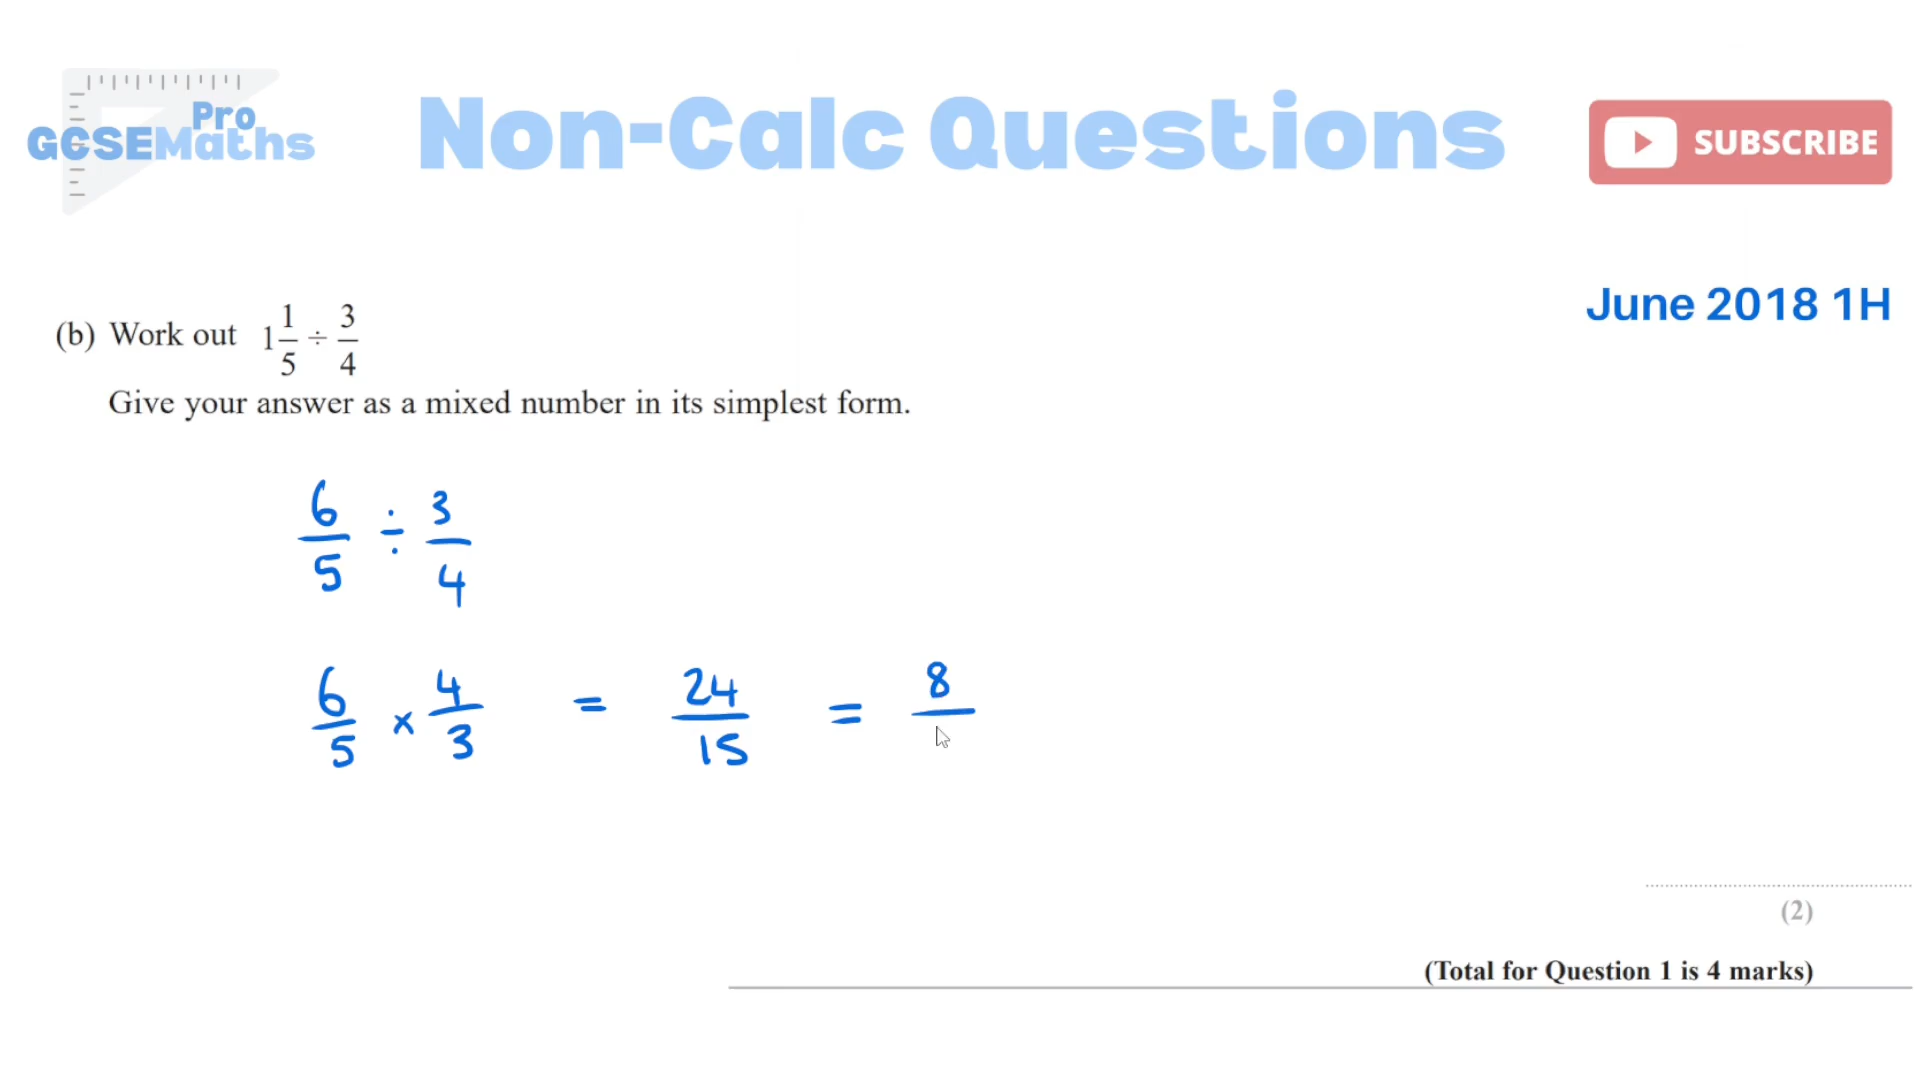 Pro
GCSEMaths
Non-Calc Questions
SUBSCRIBE
June 2018 1H
(b) Work out 1 1/5 ÷ 3/4
Give your answer as a mixed number in its simplest form.
6/5 ÷ 3/4
6/5 × 4/3 = 24/15 = 8/
(2)
(Total for Question 1 is 4 marks)